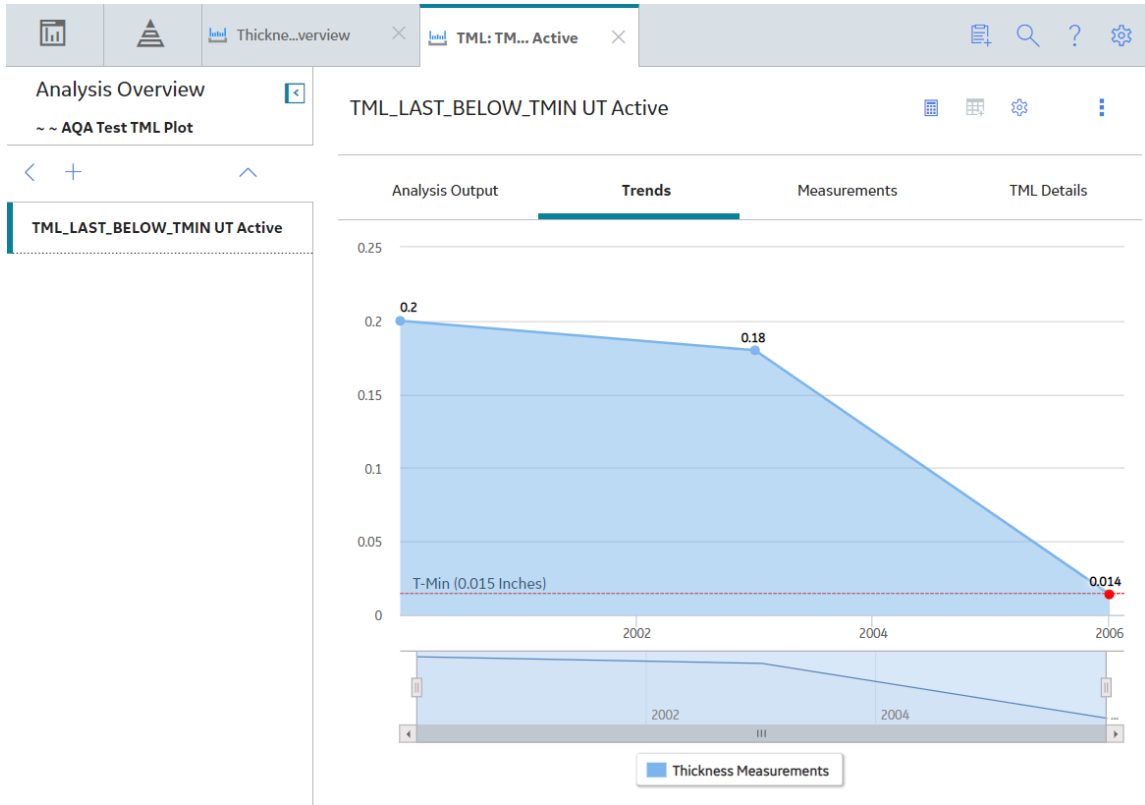 Thickne...verview
TML: TM... Active
Analysis Overview
~ ~ AQA Test TML Plot
TML_LAST_BELOW_TMIN UT Active
TML_LAST_BELOW_TMIN UT Active
Analysis Output
Trends
Measurements
TML Details
0.25
0.2
0.15
0.1
0.05
0
0.2
0.18
0.014
T-Min (0.015 Inches)
2002
2004
2006
2002
2004
...
Thickness Measurements